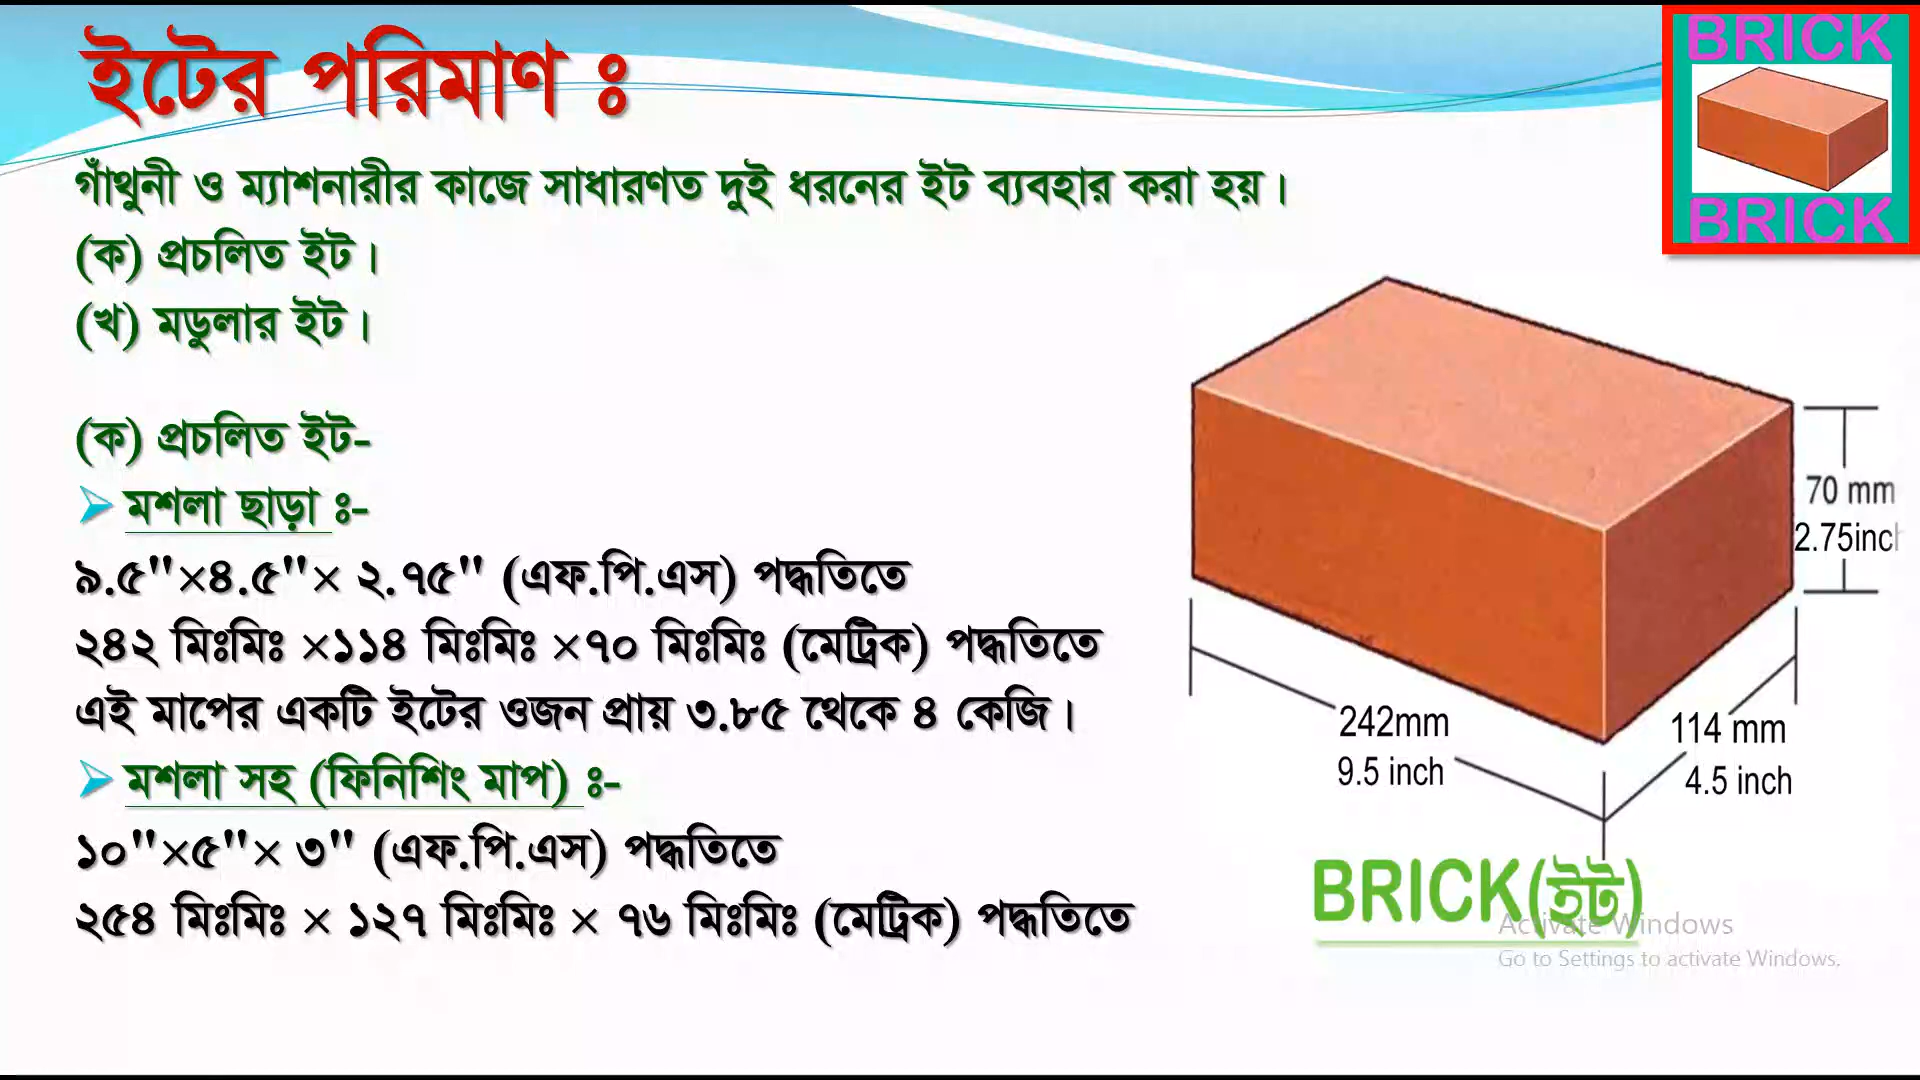 ইটের পরিমাণ ঃ
BRICK
BRICK
গাঁথুনী ও ম্যাশনারীর কাজে সাধারণত দুই ধরনের ইট ব্যবহার করা হয়।
(ক) প্রচলিত ইট।
(খ) মডুলার ইট।
(ক) প্রচলিত ইট-
মশলা ছাড়া ঃ-
৯.৫"×৪.৫"× ২.৭৫" (এফ.পি.এস) পদ্ধতিতে
২৪২ মিঃমিঃ ×১১৪ মিঃমিঃ ×৭০ মিঃমিঃ (মেট্রিক) পদ্ধতিতে
এই মাপের একটি ইটের ওজন প্রায় ৩.৮৫ থেকে ৪ কেজি।
মশলা সহ (ফিনিশিং মাপ) ঃ-
১০"×৫"× ৩" (এফ.পি.এস) পদ্ধতিতে
২৫৪ মিঃমিঃ × ১২৭ মিঃমিঃ × ৭৬ মিঃমিঃ (মেট্রিক) পদ্ধতিতে
70 mm
2.75inch
242mm
9.5 inch
114 mm
4.5 inch
BRICK(ইট)
Activate Windows
Go to Settings to activate Windows.